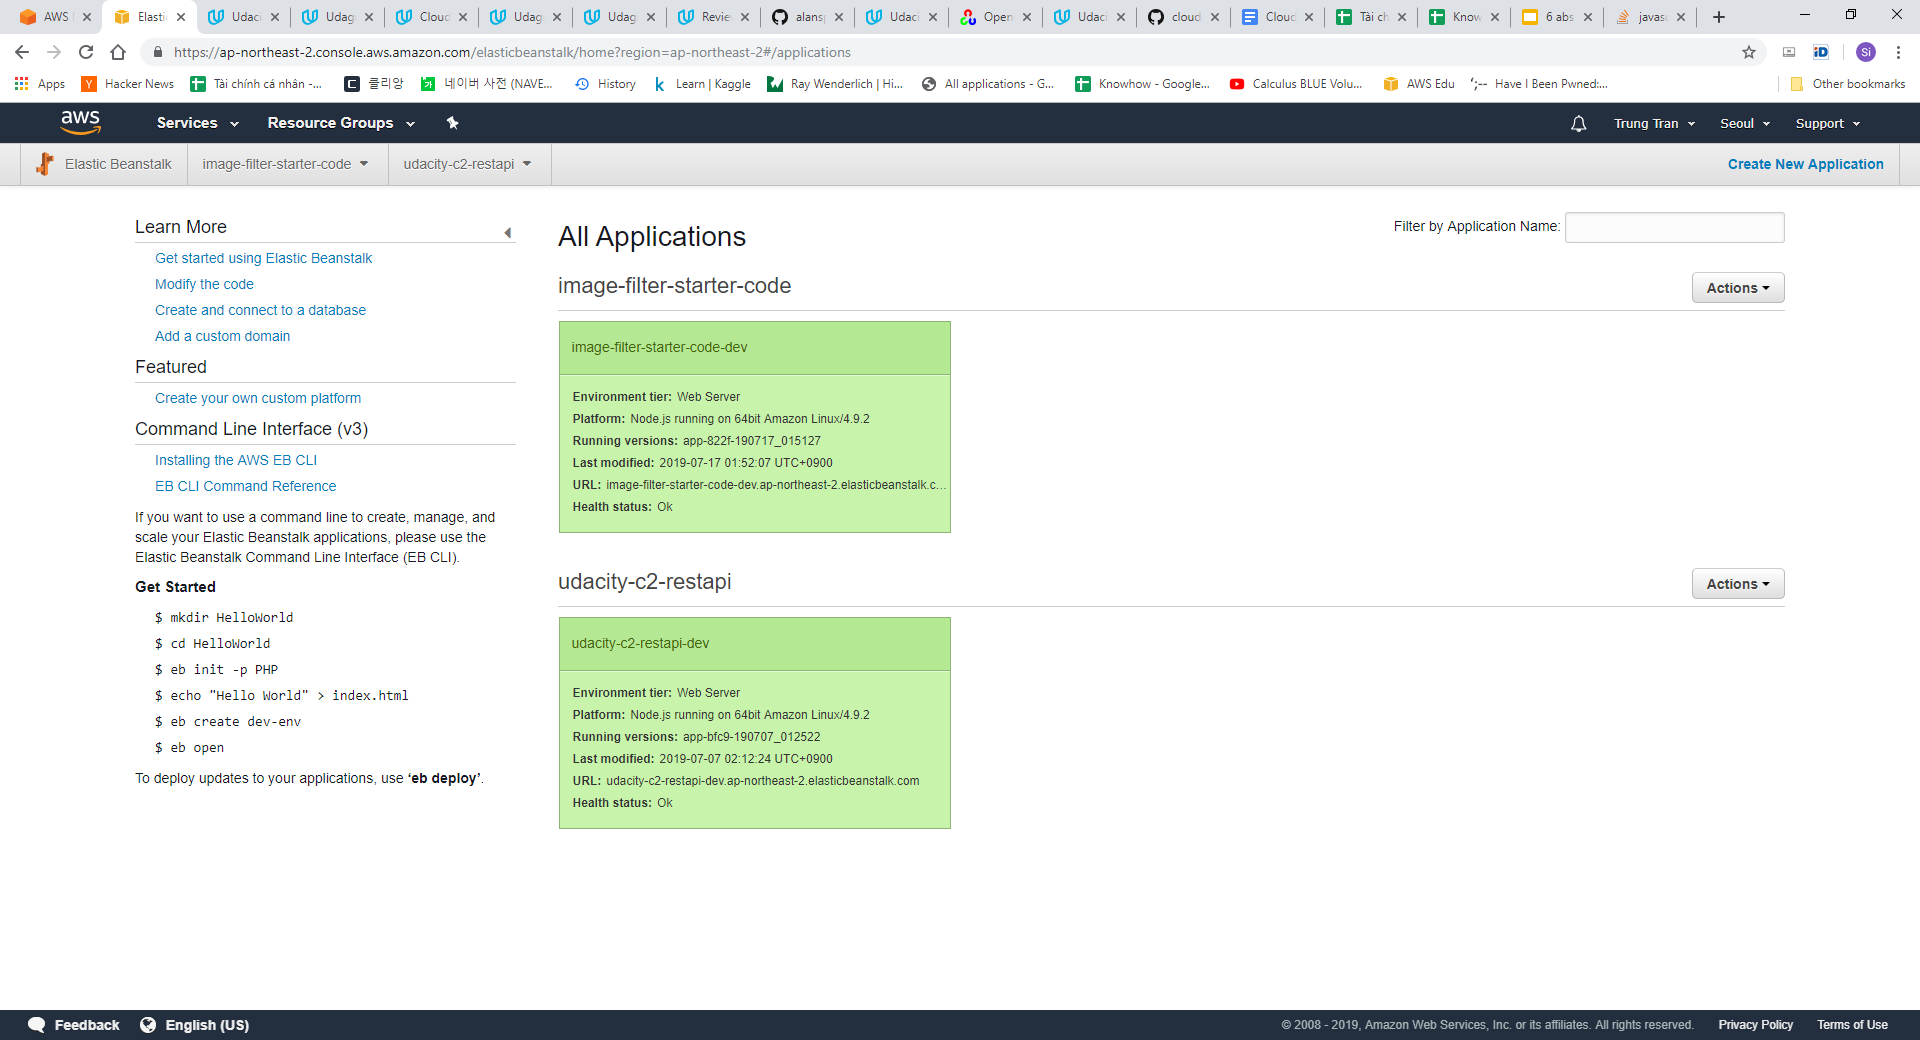 AWS
Elastic
Udaci
Udag
Cloud
Udag
Udag
Review
alansp
Udaci
Open
Udaci
cloud
Cloud
Tài ch
Know
6 abs
javasc
https://ap-northeast-2.console.aws.amazon.com/elasticbeanstalk/home?region=ap-northeast-2#/applications
iD
Si
Apps
Hacker News
Tài chính cá nhân -...
클리앙
네이버 사전 (NAVE...
History
Learn | Kaggle
Ray Wenderlich | Hi...
All applications - G...
Knowhow - Google...
Calculus BLUE Volu...
AWS Edu
Have I Been Pwned:...
Other bookmarks
aws
Services
Resource Groups
Trung Tran
Seoul
Support
Elastic Beanstalk
image-filter-starter-code
udacity-c2-restapi
Create New Application
Learn More
Get started using Elastic Beanstalk
Modify the code
Create and connect to a database
Add a custom domain
Featured
Create your own custom platform
Command Line Interface (v3)
Installing the AWS EB CLI
EB CLI Command Reference
If you want to use a command line to create, manage, and
scale your Elastic Beanstalk applications, please use the
Elastic Beanstalk Command Line Interface (EB CLI).
Get Started
$ mkdir HelloWorld
$ cd HelloWorld
$ eb init -p PHP
$ echo "Hello World" > index.html
$ eb create dev-env
$ eb open
To deploy updates to your applications, use ‘eb deploy’.
All Applications
Filter by Application Name:
image-filter-starter-code
Actions
image-filter-starter-code-dev
Environment tier: Web Server
Platform: Node.js running on 64bit Amazon Linux/4.9.2
Running versions: app-822f-190717_015127
Last modified: 2019-07-17 01:52:07 UTC+0900
URL: image-filter-starter-code-dev.ap-northeast-2.elasticbeanstalk.c...
Health status: Ok
udacity-c2-restapi
Actions
udacity-c2-restapi-dev
Environment tier: Web Server
Platform: Node.js running on 64bit Amazon Linux/4.9.2
Running versions: app-bfc9-190707_012522
Last modified: 2019-07-07 02:12:24 UTC+0900
URL: udacity-c2-restapi-dev.ap-northeast-2.elasticbeanstalk.com
Health status: Ok
Feedback
English (US)
© 2008 - 2019, Amazon Web Services, Inc. or its affiliates. All rights reserved.
Privacy Policy
Terms of Use